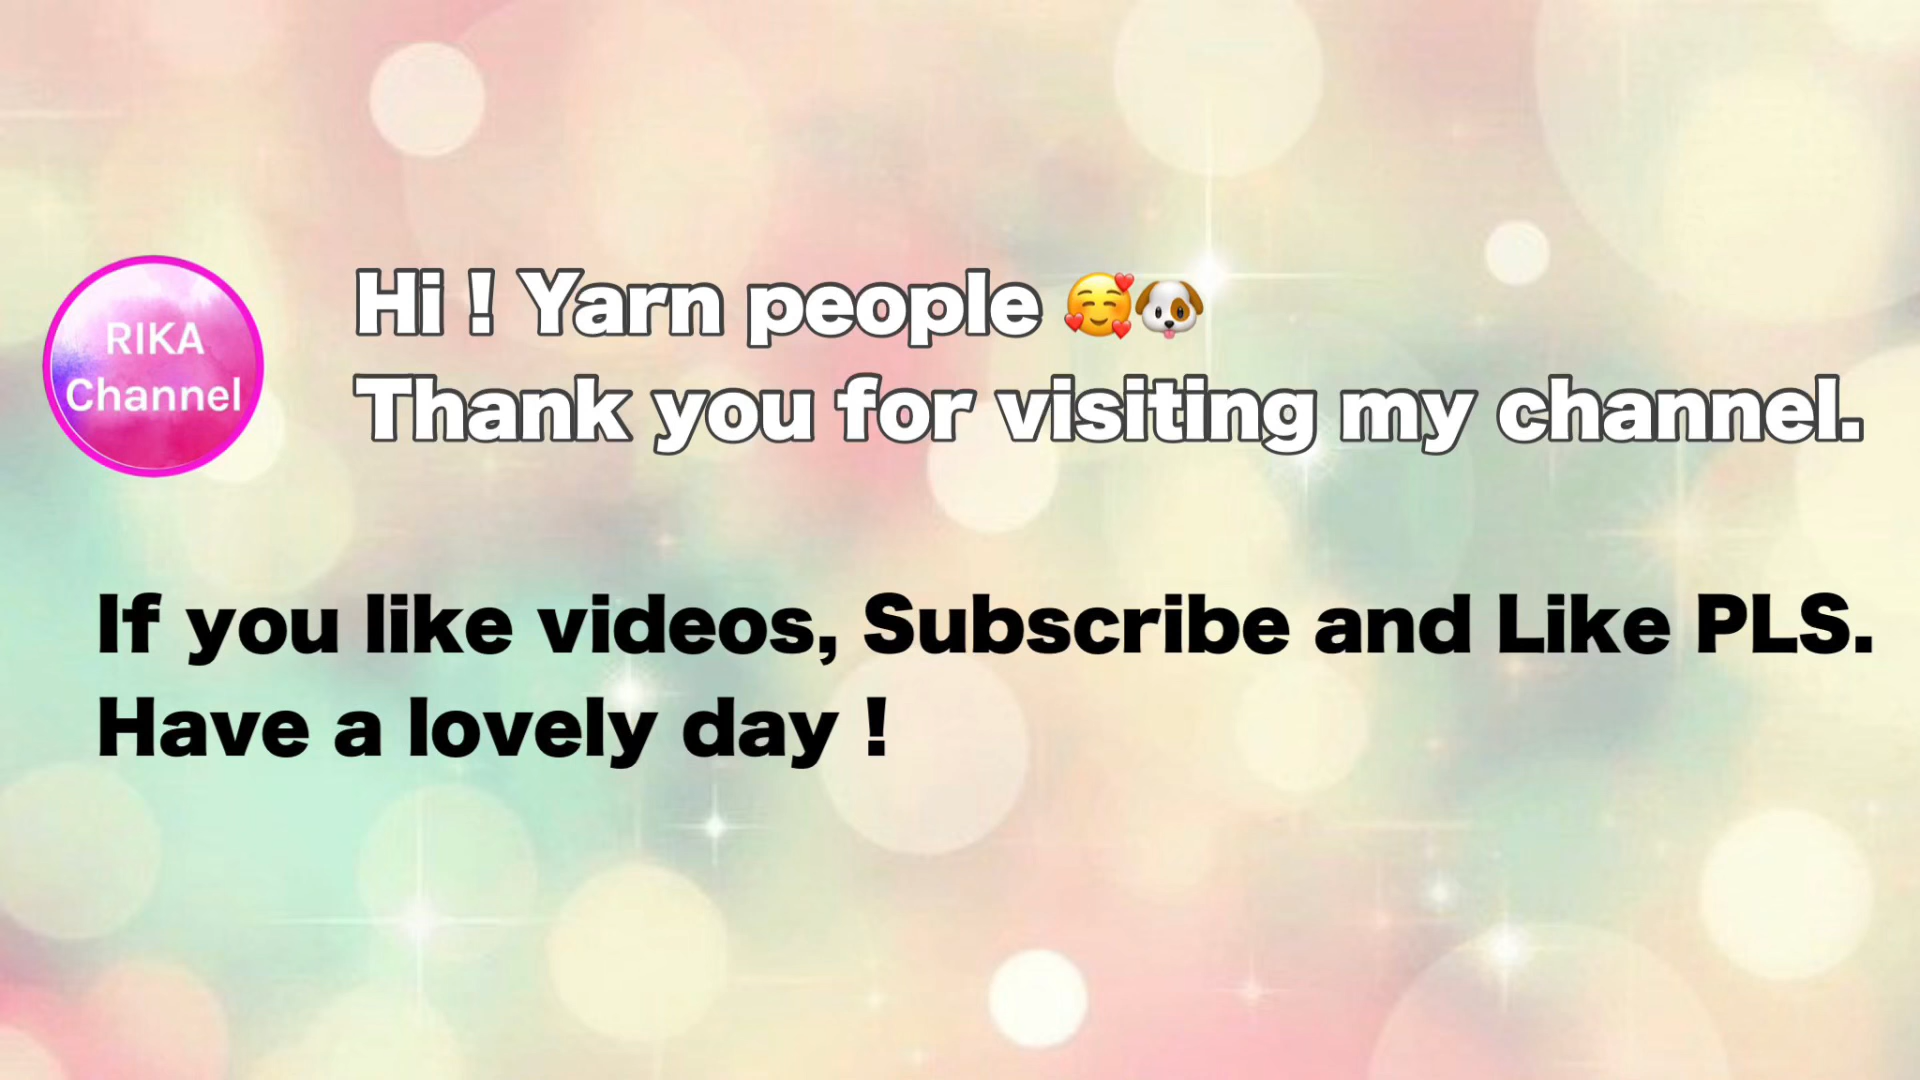 RIKA
Channel
Hi ! Yarn people 🥰🐶
Thank you for visiting my channel.
If you like videos, Subscribe and Like PLS.
Have a lovely day !